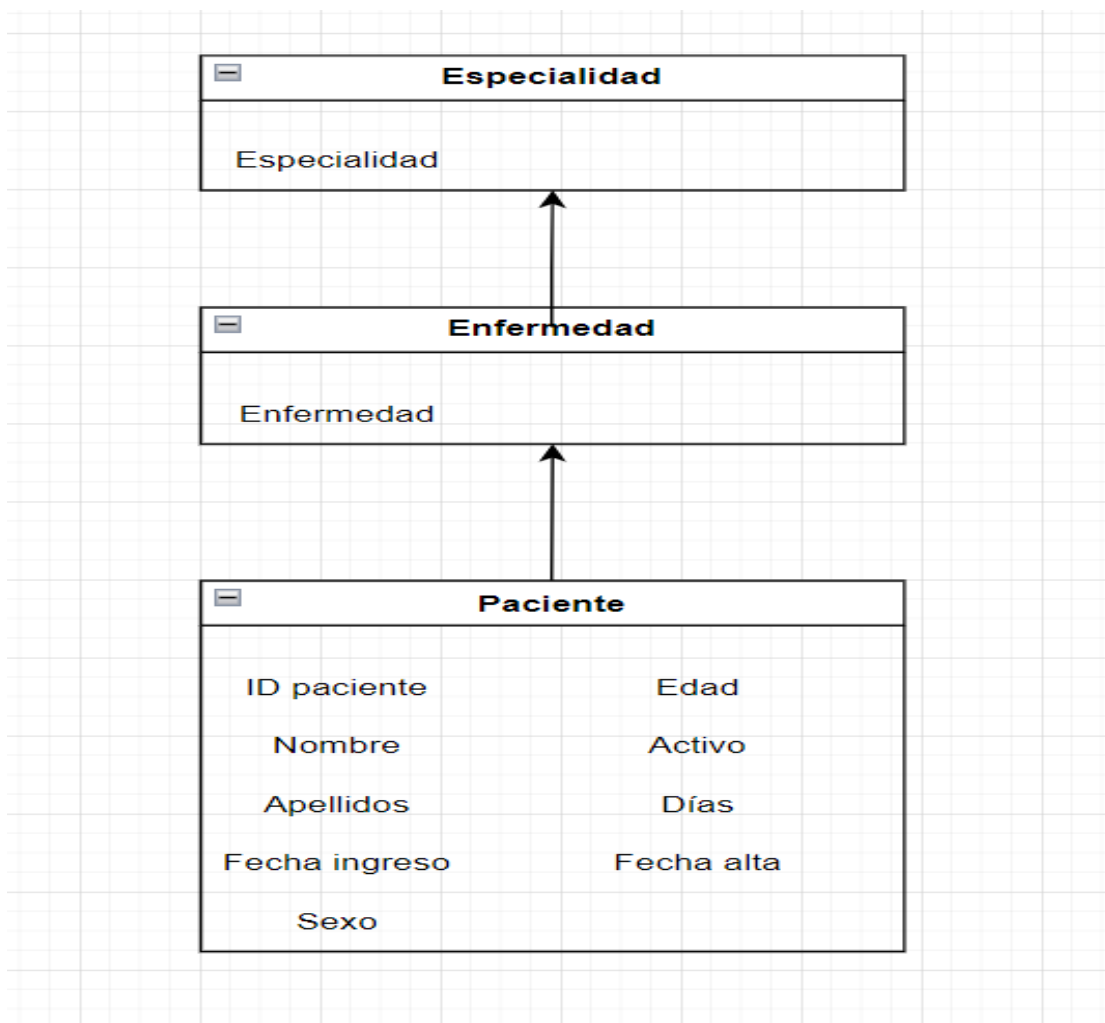 Especialidad
Especialidad
Enfermedad
Enfermedad
Paciente
ID paciente Edad
Nombre Activo
Apellidos Días
Fecha ingreso Fecha alta
Sexo